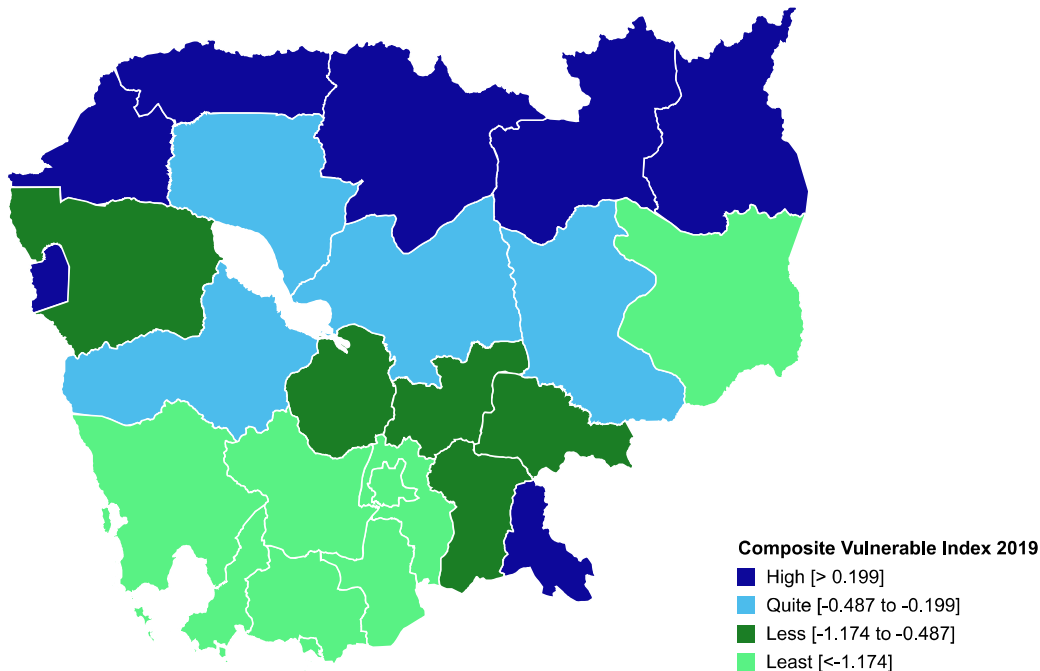 Composite Vulnerable Index 2019
High [> 0.199]
Quite [-0.487 to -0.199]
Less [-1.174 to -0.487]
Least [<-1.174]